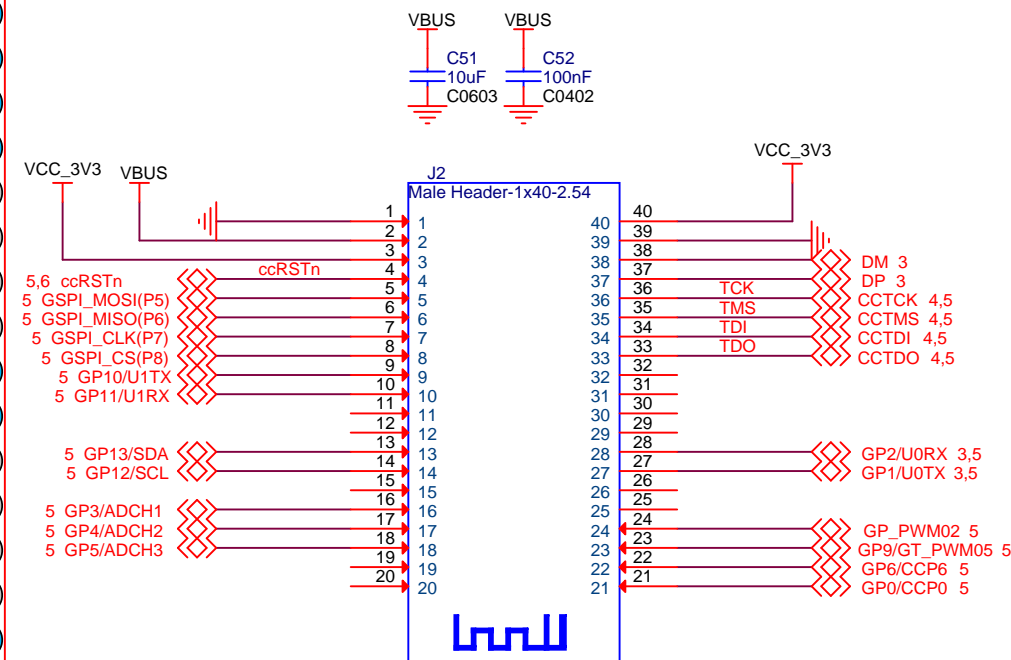 VBUS VBUS
C51 C52
10uF 100nF
C0603 C0402
VCC_3V3 VBUS VCC_3V3
J2
Male Header-1x40-2.54
1 1 40 40
2 2 39 39
3 3 38 38 DM 3
5,6 ccRSTn ccRSTn 4 4 37 37 DP 3
5 GSPI_MOSI(P5) 5 5 36 36 TCK CCTCK 4,5
5 GSPI_MISO(P6) 6 6 35 35 TMS CCTMS 4,5
5 GSPI_CLK(P7) 7 7 34 34 TDI CCTDI 4,5
5 GSPI_CS(P8) 8 8 33 33 TDO CCTDO 4,5
5 GP10/U1TX 9 9 32 32
5 GP11/U1RX 10 10 31 31
11 11 30 30
12 12 29 29
5 GP13/SDA 13 13 28 28 GP2/U0RX 3,5
5 GP12/SCL 14 14 27 27 GP1/U0TX 3,5
15 15 26 26
5 GP3/ADCH1 16 16 25 25
5 GP4/ADCH2 17 17 24 24 GP_PWM02 5
5 GP5/ADCH3 18 18 23 23 GP9/GT_PWM05 5
19 19 22 22 GP6/CCP6 5
20 20 21 21 GP0/CCP0 5